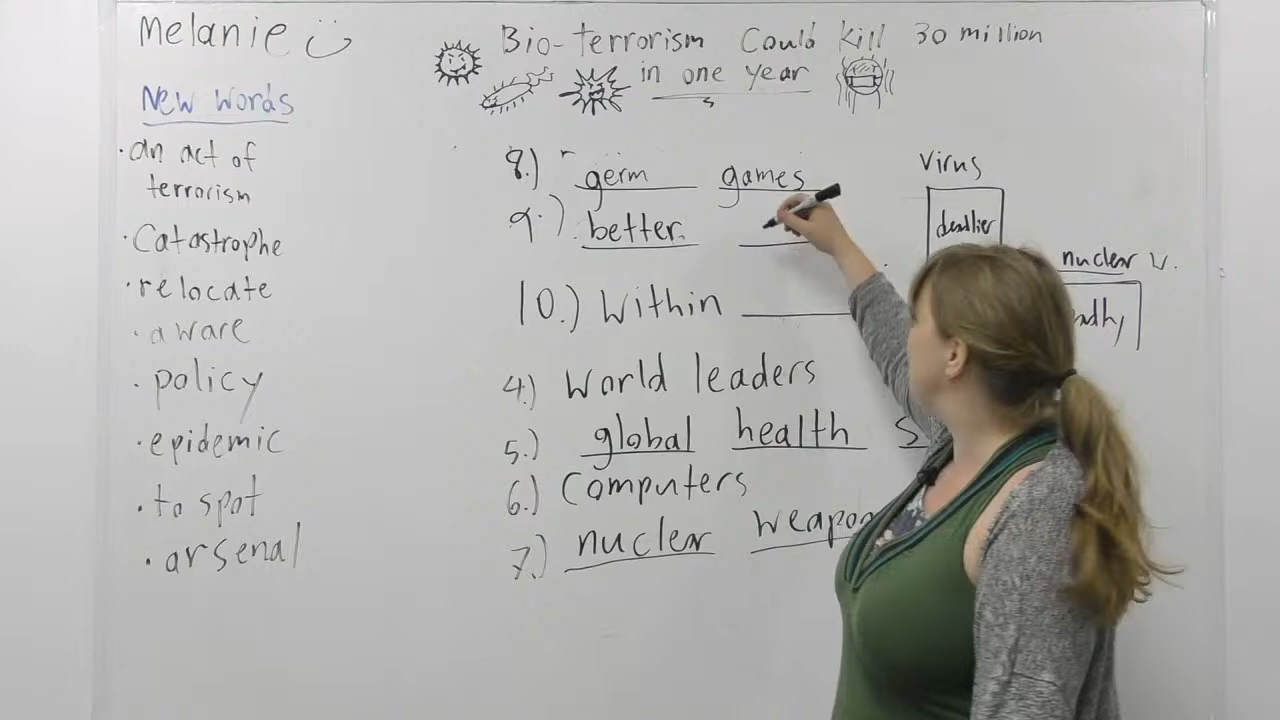 Melanie
Bio-terrorism Could Kill 30 million
in one year
New words
• an act of
terrorism
• Catastrophe
• relocate
• aware
• policy
• epidemic
• to spot
• arsenal
8.) germ games
9.) better
10.) Within
4.) World leaders
5.) global health s
6.) Computers
7.) nuclear weapon
Virus
deadlier
nuclear v.